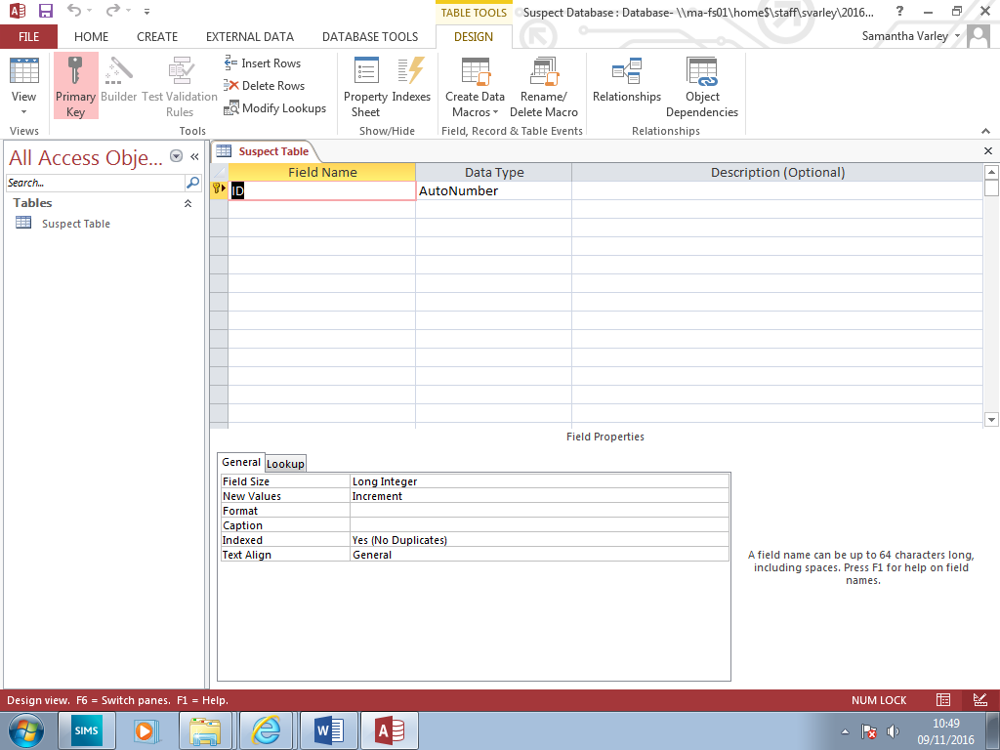 TABLE TOOLS
Suspect Database : Database- \\ma-fs01\home$\staff\svarley\2016...
FILE HOME CREATE EXTERNAL DATA DATABASE TOOLS DESIGN
Samantha Varley
View
Primary Key
Builder
Test Validation Rules
Insert Rows
Delete Rows
Modify Lookups
Property Sheet
Indexes
Create Data Macros
Rename/ Delete Macro
Relationships
Object Dependencies
Views
Tools
Show/Hide
Field, Record & Table Events
Relationships
All Access Obje...
Search...
Tables
Suspect Table
Suspect Table
Field Name Data Type Description (Optional)
ID AutoNumber
Field Properties
General Lookup
Field Size Long Integer
New Values Increment
Format
Caption
Indexed Yes (No Duplicates)
Text Align General
A field name can be up to 64 characters long,
including spaces. Press F1 for help on field
names.
Design view. F6 = Switch panes. F1 = Help.
NUM LOCK
SIMS
10:49
09/11/2016